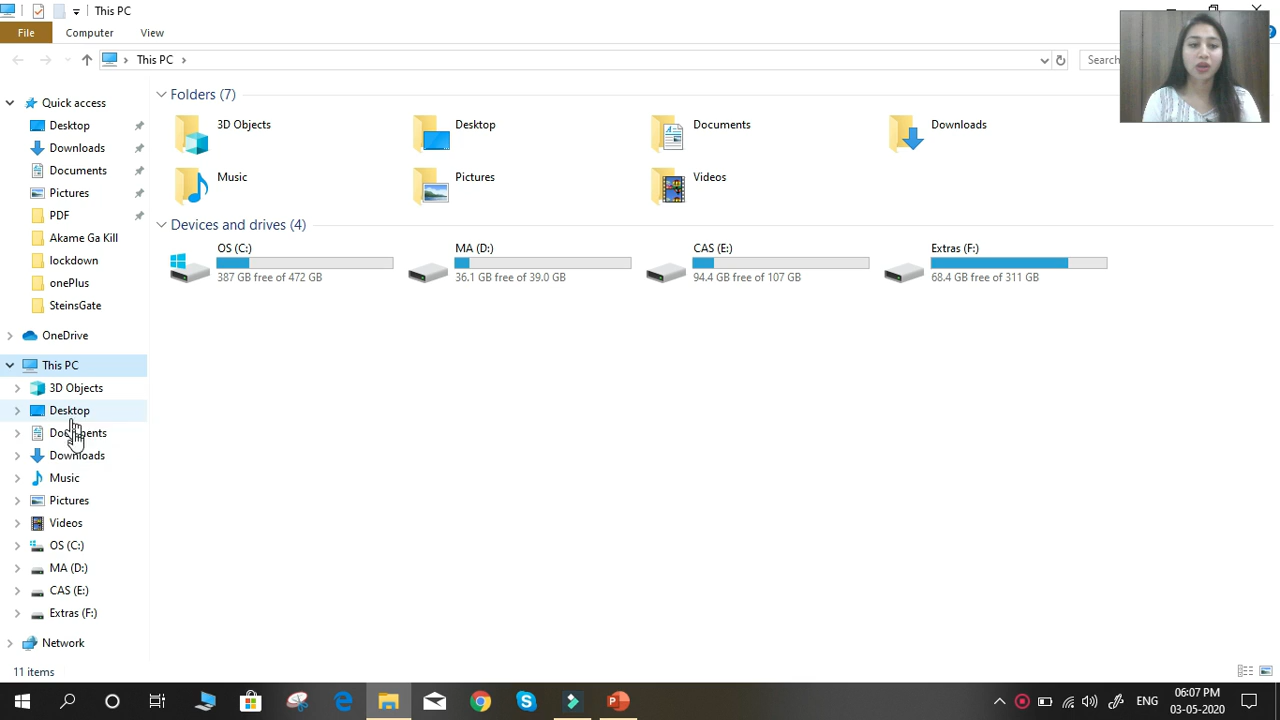 This PC
File
Computer
View
This PC
Search
Quick access
Desktop
Downloads
Documents
Pictures
PDF
Akame Ga Kill
lockdown
onePlus
SteinsGate
OneDrive
This PC
3D Objects
Desktop
Documents
Downloads
Music
Pictures
Videos
OS (C:)
MA (D:)
CAS (E:)
Extras (F:)
Network
Folders (7)
3D Objects
Desktop
Documents
Downloads
Music
Pictures
Videos
Devices and drives (4)
OS (C:)
387 GB free of 472 GB
MA (D:)
36.1 GB free of 39.0 GB
CAS (E:)
94.4 GB free of 107 GB
Extras (F:)
68.4 GB free of 311 GB
11 items
ENG
06:07 PM
03-05-2020